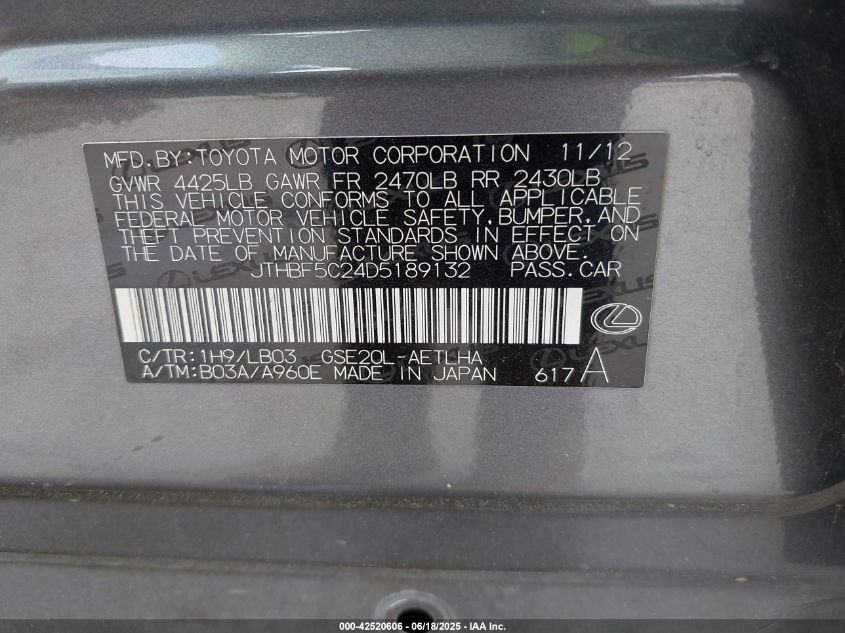 MFD.BY:TOYOTA MOTOR CORPORATION 11/12
GVWR 4425LB GAWR FR 2470LB RR 2430LB
THIS VEHICLE CONFORMS TO ALL APPLICABLE
FEDERAL MOTOR VEHICLE SAFETY,BUMPER,AND
THEFT PREVENTION STANDARDS IN EFFECT ON
THE DATE OF MANUFACTURE SHOWN ABOVE.
JTHBF5C24D5189132 PASS.CAR
C/TR:1H9/LB03 GSE20L-AETLHA
A/TM:B03A/A960E MADE IN JAPAN 617A
000-42520606 - 06/18/2025 - IAA Inc.